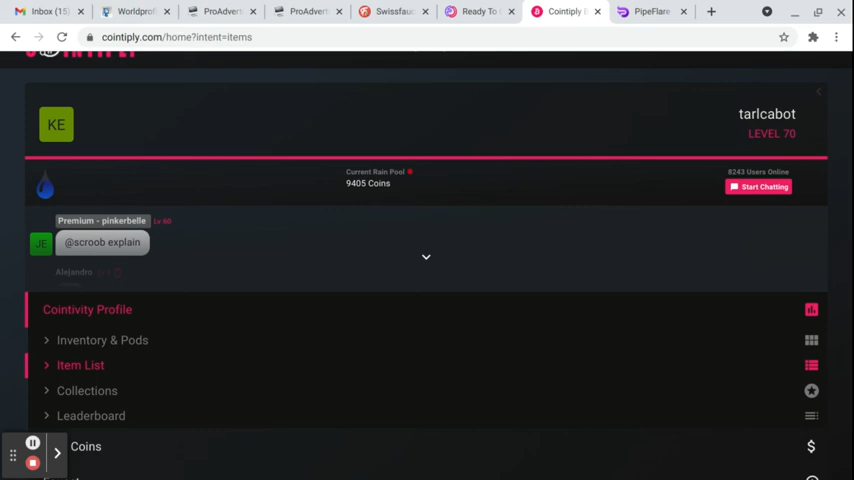 Inbox (15)
Worldprofi
ProAdvert
ProAdvert
Swissfauc
Ready To
Cointiply
PipeFlare
cointiply.com/home?intent=items
KE
tarlcabot
LEVEL 70
Current Rain Pool
9405 Coins
8243 Users Online
Start Chatting
Premium - pinkerbelle Lv 60
JE
@scroob explain
Alejandro
Cointivity Profile
Inventory & Pods
Item List
Collections
Leaderboard
Coins